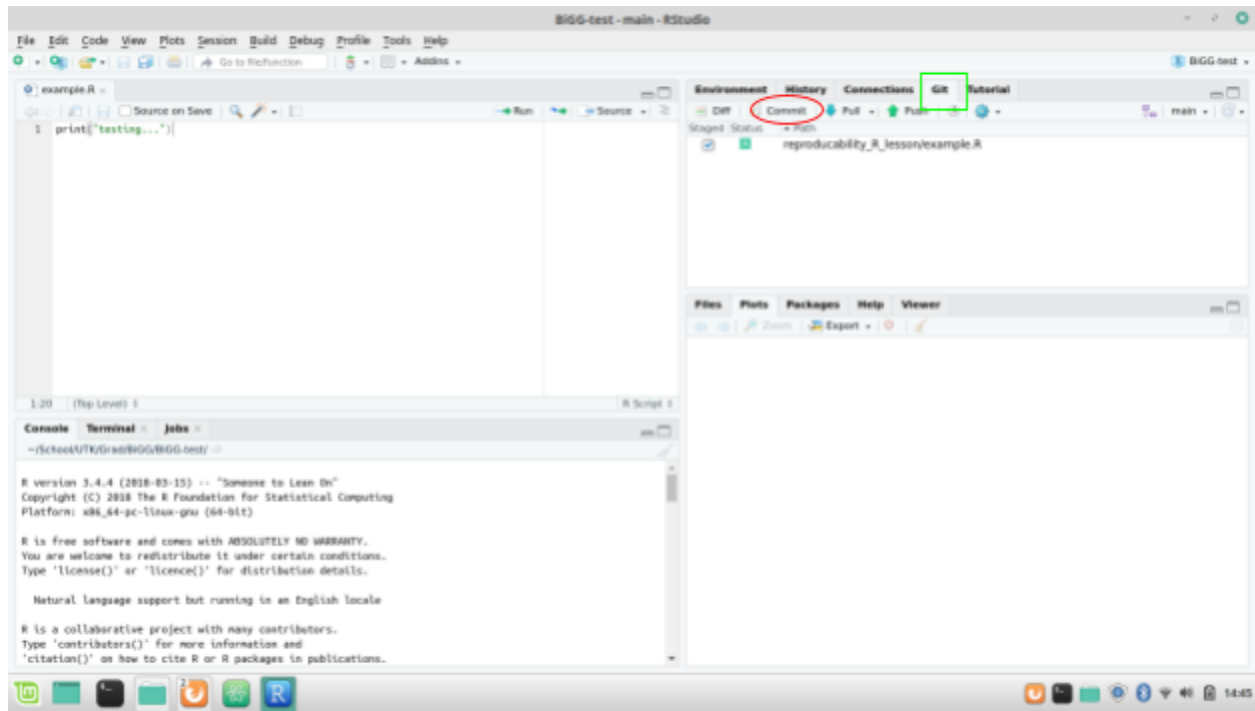 BiGG-test - main - RStudio
File Edit Code View Plots Session Build Debug Profile Tools Help
Go to file/function Addins
BiGG-test
example.R
Source on Save Run Source
1 print("testing...")
1:20 (Top Level) R Script
Console Terminal Jobs
~/School/UTK/Grad/BiGG/BiGG-test/
R version 3.4.4 (2018-03-15) -- "Someone to Lean On"
Copyright (C) 2018 The R Foundation for Statistical Computing
Platform: x86_64-pc-linux-gnu (64-bit)
R is free software and comes with ABSOLUTELY NO WARRANTY.
You are welcome to redistribute it under certain conditions.
Type 'license()' or 'licence()' for distribution details.
Natural language support but running in an English locale
R is a collaborative project with many contributors.
Type 'contributors()' for more information and
'citation()' on how to cite R or R packages in publications.
Environment History Connections Git Tutorial
Diff Commit Pull Push main
Staged Status Path
reproducability_R_lesson/example.R
Files Plots Packages Help Viewer
Zoom Export
2
14:45